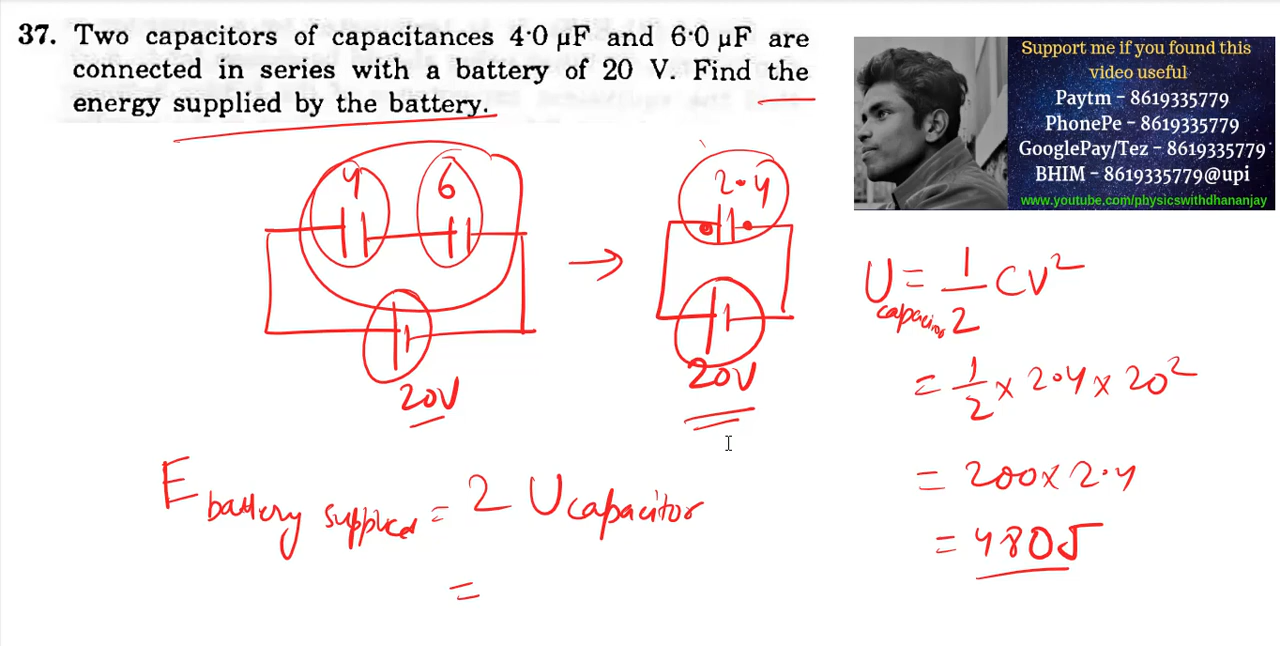 37. Two capacitors of capacitances 4·0 µF and 6·0 µF are
connected in series with a battery of 20 V. Find the
energy supplied by the battery.
Support me if you found this
video useful
Paytm – 8619335779
PhonePe – 8619335779
GooglePay/Tez – 8619335779
BHIM – 8619335779@upi
www.youtube.com/physicswithdhananjay
4
6
20V
2·4
20V
U capacitor = 1/2 CV²
= 1/2 × 2·4 × 20²
= 200 × 2·4
= 480J
E battery supplied = 2 U capacitor
=